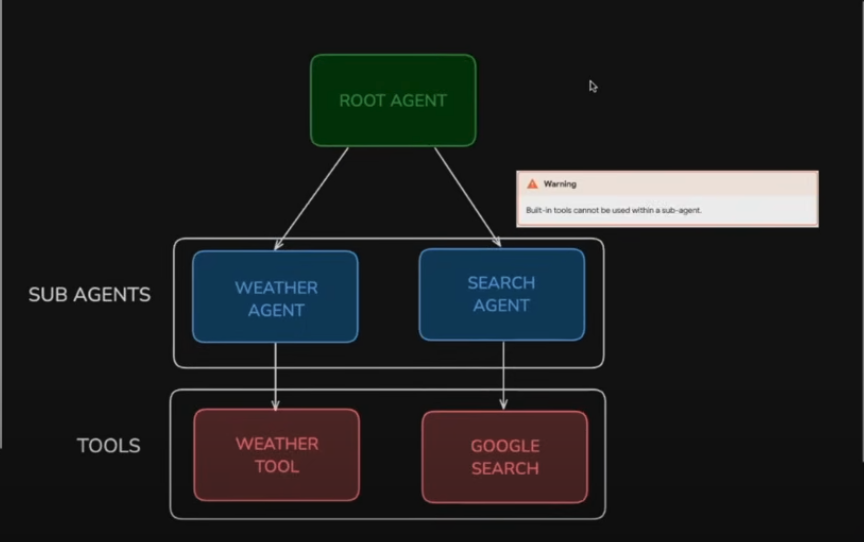 ROOT AGENT
Warning
Built-in tools cannot be used within a sub-agent.
SUB AGENTS
WEATHER
AGENT
SEARCH
AGENT
TOOLS
WEATHER
TOOL
GOOGLE
SEARCH